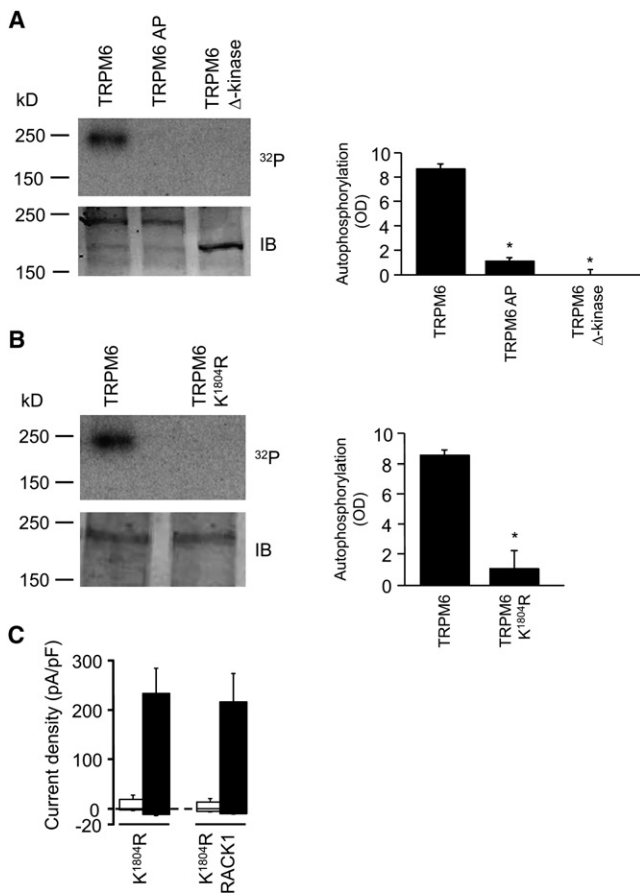 A
TRPM6
TRPM6 AP
TRPM6
Δ-kinase
kD
250
150
³²P
250
150
IB
Autophosphorylation
(OD)
10
8
6
4
2
0
*
*
TRPM6
TRPM6 AP
TRPM6
Δ-kinase
B
TRPM6
TRPM6
K¹⁸⁰⁴R
kD
250
150
³²P
250
150
IB
Autophosphorylation
(OD)
10
8
6
4
2
0
*
TRPM6
TRPM6
K¹⁸⁰⁴R
C
Current density (pA/pF)
300
200
100
0
-20
K¹⁸⁰⁴R
K¹⁸⁰⁴R
RACK1